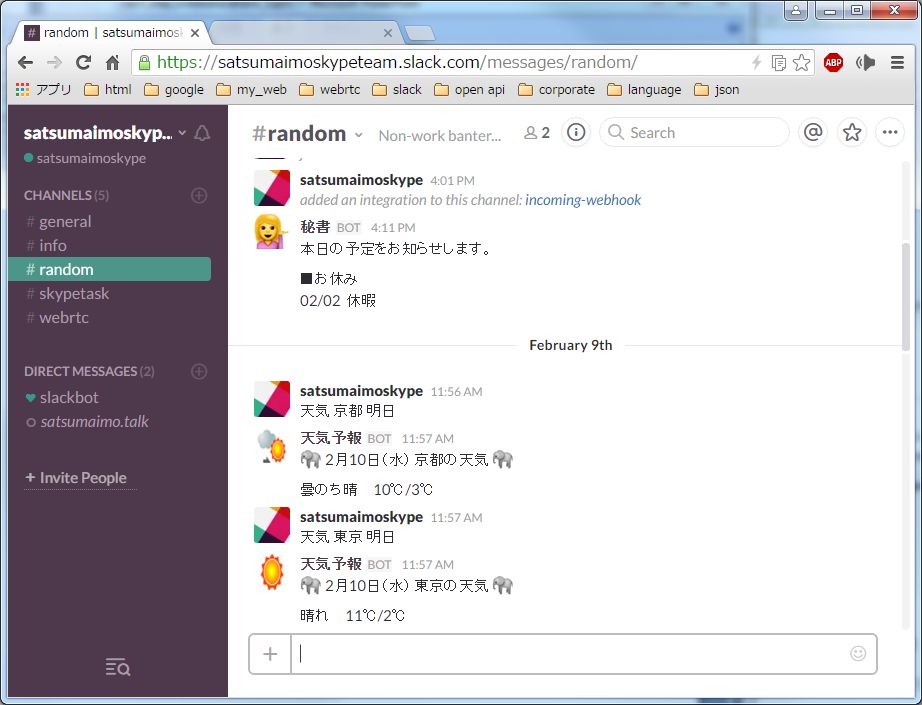 # random | satsumaimosk
https://satsumaimoskypeteam.slack.com/messages/random/
ABP
アプリ html google my_web webrtc slack open api corporate language json
satsumaimoskyp...
satsumaimoskype
CHANNELS (5)
# general
# info
# random
# skypetask
# webrtc
DIRECT MESSAGES (2)
slackbot
satsumaimo.talk
+ Invite People
#random
Non-work banter...
2
Search
satsumaimoskype 4:01 PM
added an integration to this channel: incoming-webhook
秘書 BOT 4:11 PM
本日の予定をお知らせします。
■お休み
02/02 休暇
February 9th
satsumaimoskype 11:56 AM
天気 京都 明日
天気予報 BOT 11:57 AM
2月10日(水) 京都の天気
曇のち晴 10℃/3℃
satsumaimoskype 11:57 AM
天気 東京 明日
天気予報 BOT 11:57 AM
2月10日(水) 東京の天気
晴れ 11℃/2℃